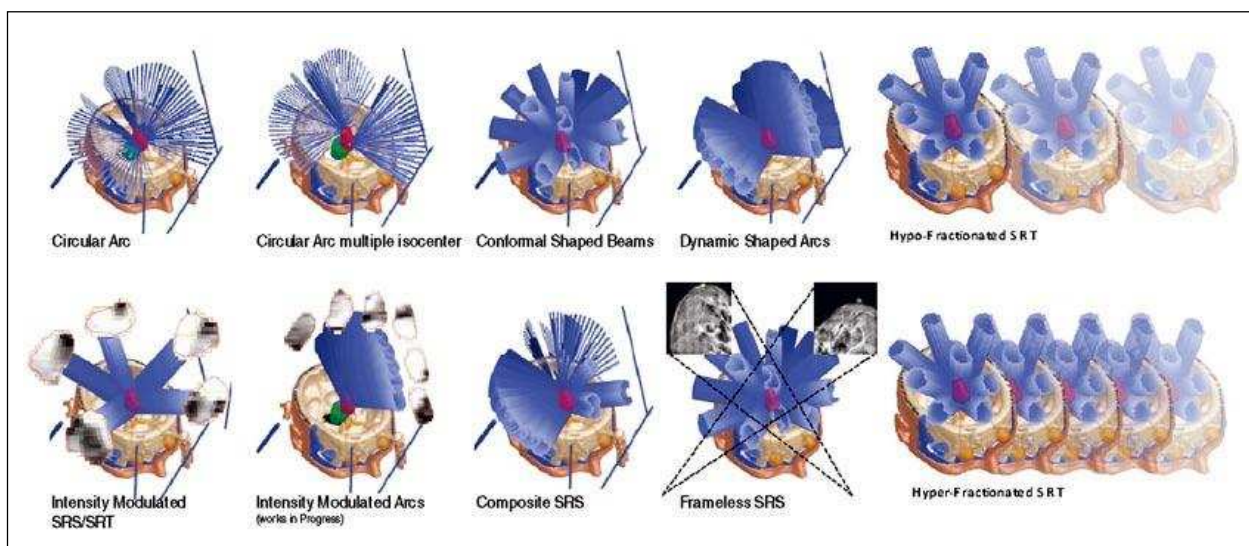 Circular Arc
Circular Arc multiple isocenter
Conformal Shaped Beams
Dynamic Shaped Arcs
Hypo-Fractionated SRT
Intensity Modulated
SRS/SRT
Intensity Modulated Arcs
(works in Progress)
Composite SRS
Frameless SRS
Hyper-Fractionated SRT